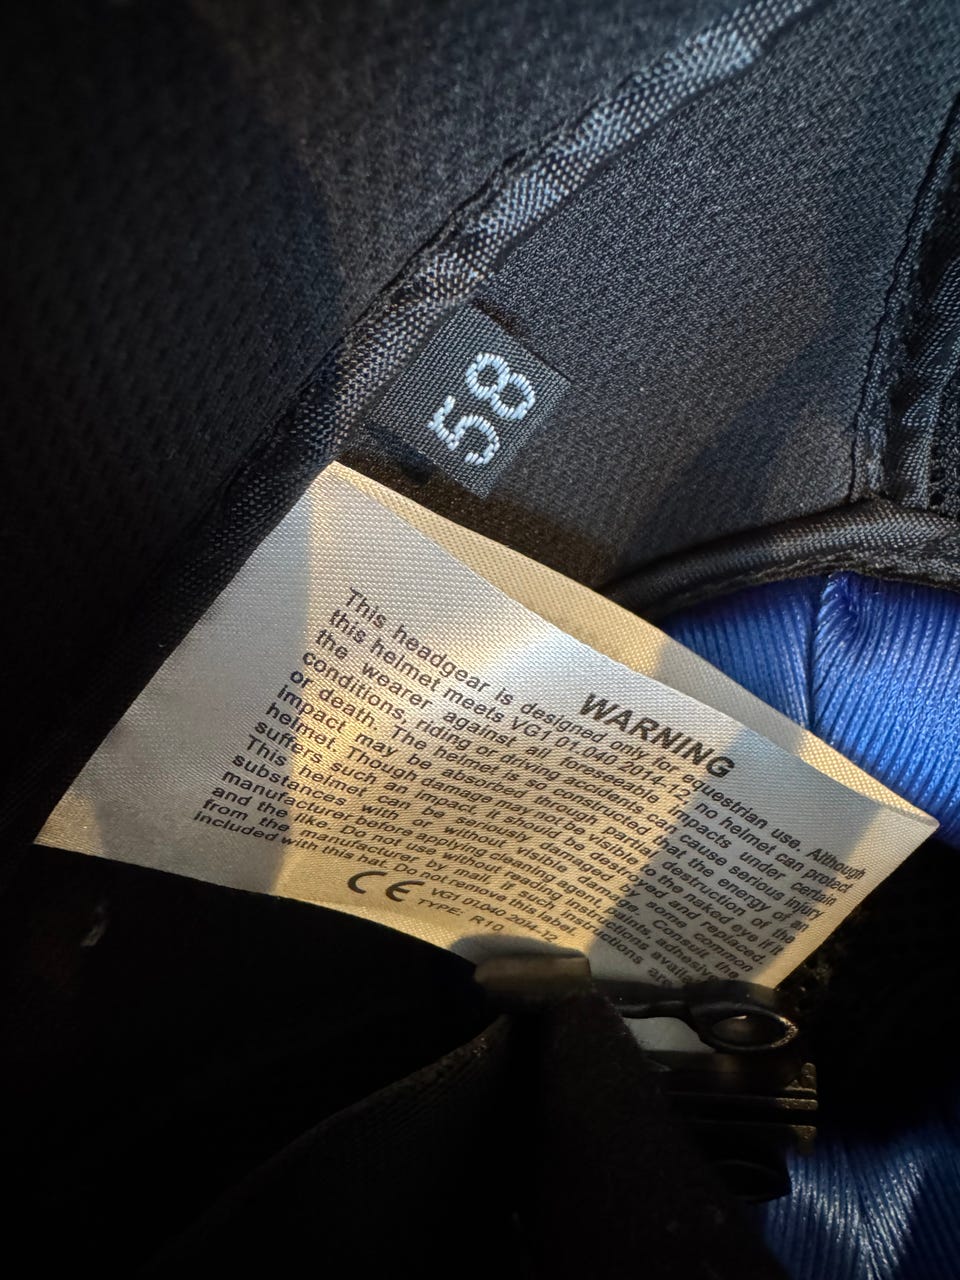 58
WARNING
This headgear is designed only for equestrian use. Although
this helmet meets VG1 01.040 2014-12, no helmet can protect
the wearer against all foreseeable impacts under certain
conditions, riding or driving accidents can cause serious injury
or death. The helmet is so constructed that the energy of an
impact may be absorbed through partial destruction of the
helmet. Though damage may not be visible to the naked eye if it
suffers such an impact, it should be destroyed and replaced.
This helmet can be seriously damaged by some common
substances with or without visible damage. Consult the
manufacturer before applying cleaning agent, paints, adhesives
and the like. Do not use without reading instructions
from the manufacturer by mail, if such instructions are
included with this hat. Do not remove this label.
CE VG1 01.040 2014-12
TYPE: R10